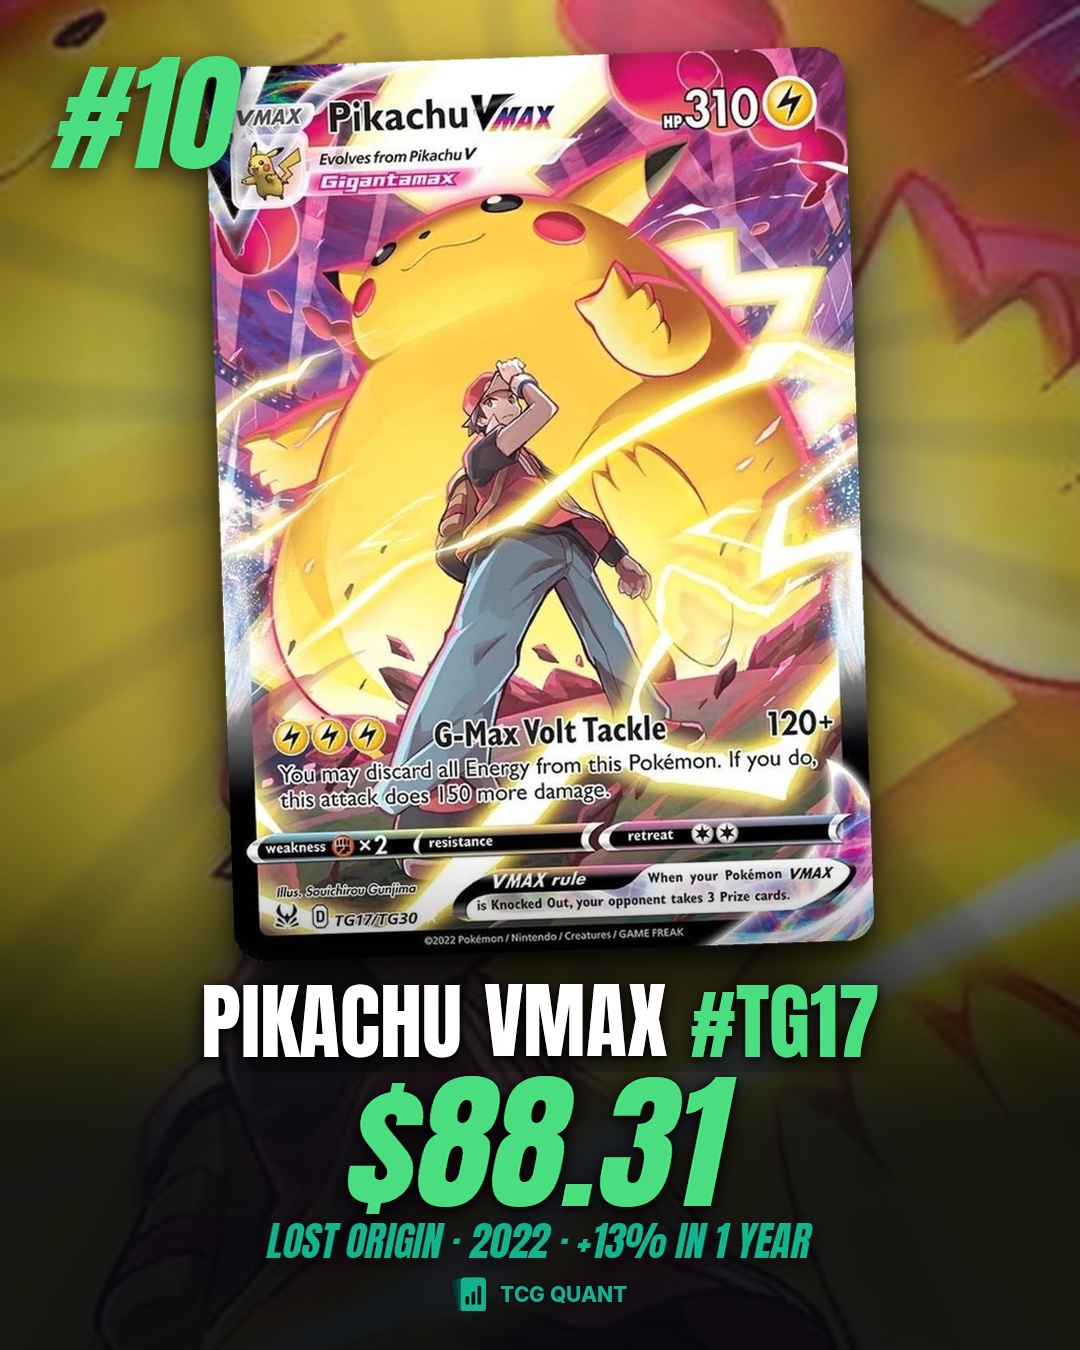 #10
VMAX
Pikachu VMAX
HP 310
Evolves from Pikachu V
Gigantamax
G-Max Volt Tackle 120+
You may discard all Energy from this Pokémon. If you do,
this attack does 150 more damage.
weakness ×2 resistance retreat
VMAX rule When your Pokémon VMAX
is Knocked Out, your opponent takes 3 Prize cards.
Illus. Souichirou Gunjima
D TG17/TG30
©2022 Pokémon / Nintendo / Creatures / GAME FREAK
PIKACHU VMAX #TG17
$88.31
LOST ORIGIN · 2022 · +13% IN 1 YEAR
TCG QUANT